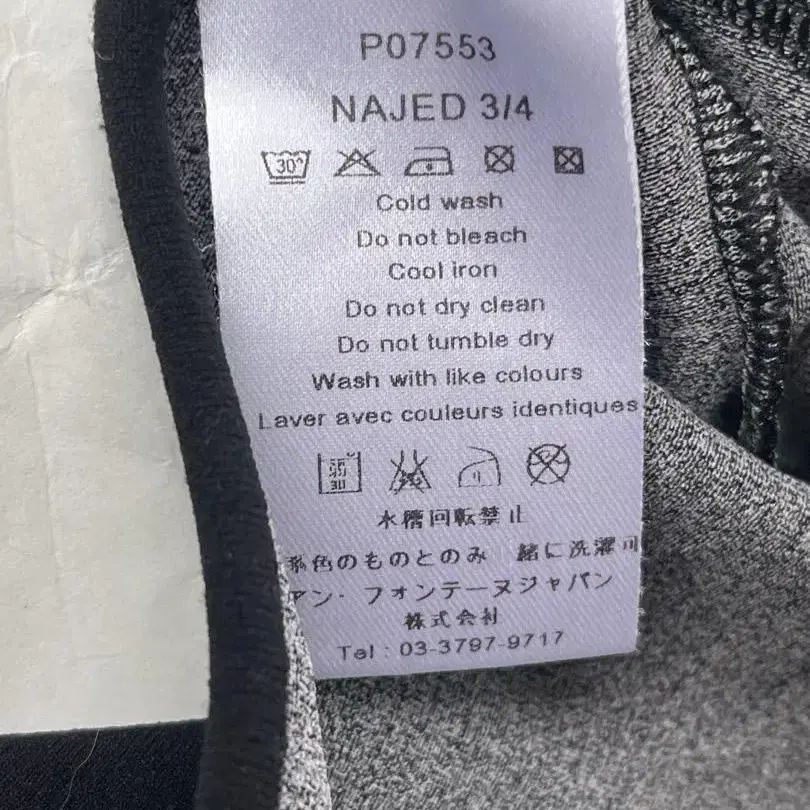 P07553
NAJED 3/4
30°
Cold wash
Do not bleach
Cool iron
Do not dry clean
Do not tumble dry
Wash with like colours
Laver avec couleurs identiques
弱
30
水槽回転禁止
系色のものとのみ 緒に洗濯可
アン・フォンテーヌジャパン
株式会社
Tel : 03-3797-9717